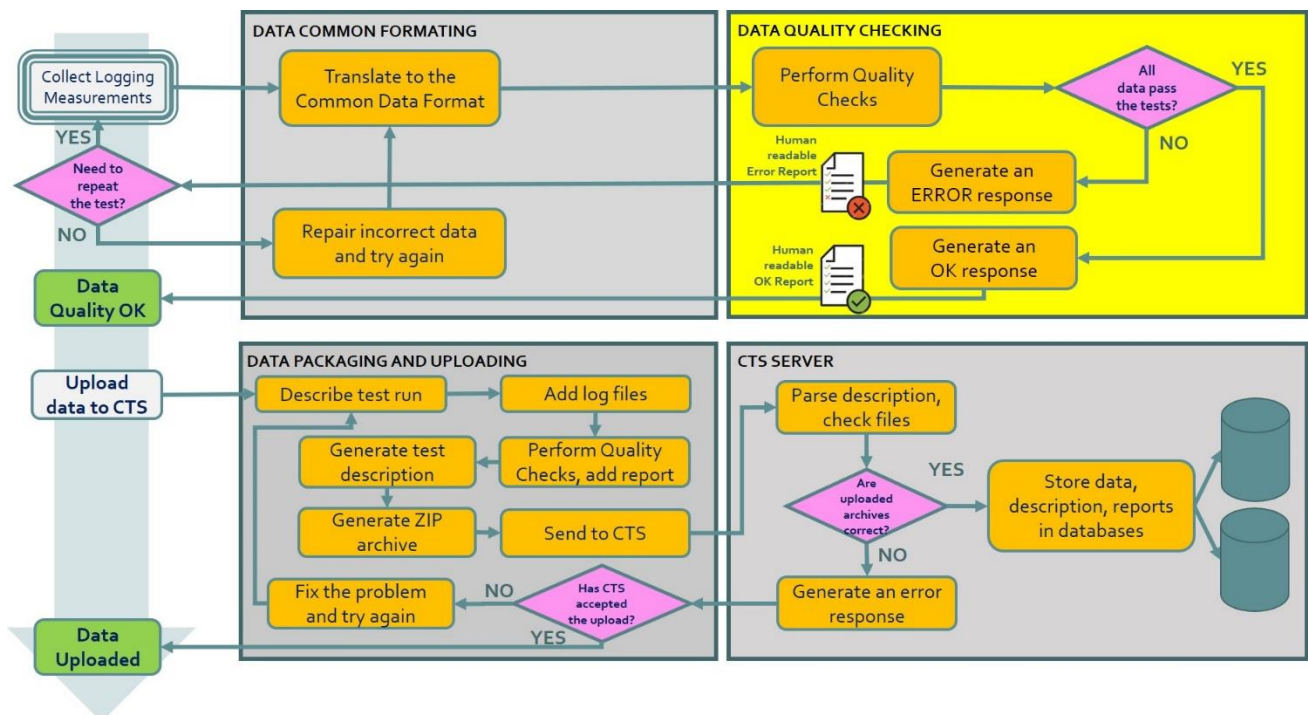 DATA COMMON FORMATING
DATA QUALITY CHECKING
Collect Logging
Measurements
Translate to the
Common Data Format
Perform Quality
Checks
All
data pass
the tests?
YES
NO
YES
Need to
repeat
the test?
NO
Human
readable
Error Report
Generate an
ERROR response
Repair incorrect data
and try again
Human
readable
OK Report
Generate an
OK response
Data
Quality OK
DATA PACKAGING AND UPLOADING
CTS SERVER
Upload
data to CTS
Describe test run
Add log files
Parse description,
check files
Generate test
description
Perform Quality
Checks, add report
Are
uploaded
archives
correct?
YES
NO
Store data,
description, reports
in databases
Generate ZIP
archive
Send to CTS
Fix the problem
and try again
NO
Has CTS
accepted
the upload?
YES
Generate an error
response
Data
Uploaded